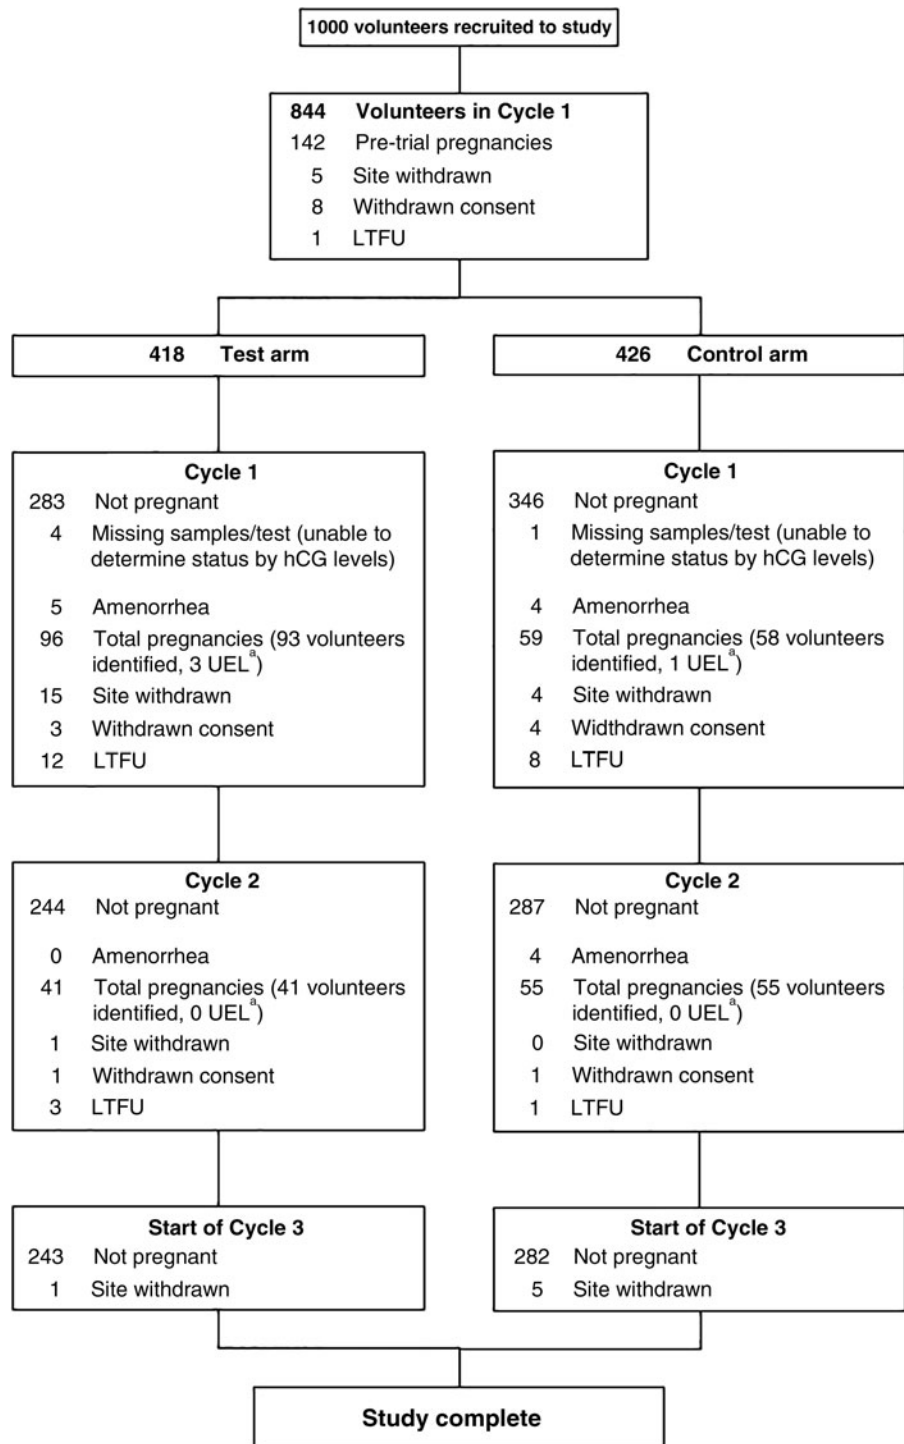 1000 volunteers recruited to study
844 Volunteers in Cycle 1
142 Pre-trial pregnancies
5 Site withdrawn
8 Withdrawn consent
1 LTFU
418 Test arm
426 Control arm
Cycle 1
283 Not pregnant
4 Missing samples/test (unable to
determine status by hCG levels)
5 Amenorrhea
96 Total pregnancies (93 volunteers
identified, 3 UELa)
15 Site withdrawn
3 Withdrawn consent
12 LTFU
Cycle 1
346 Not pregnant
1 Missing samples/test (unable to
determine status by hCG levels)
4 Amenorrhea
59 Total pregnancies (58 volunteers
identified, 1 UELa)
4 Site withdrawn
4 Widthdrawn consent
8 LTFU
Cycle 2
244 Not pregnant
0 Amenorrhea
41 Total pregnancies (41 volunteers
identified, 0 UELa)
1 Site withdrawn
1 Withdrawn consent
3 LTFU
Cycle 2
287 Not pregnant
4 Amenorrhea
55 Total pregnancies (55 volunteers
identified, 0 UELa)
0 Site withdrawn
1 Withdrawn consent
1 LTFU
Start of Cycle 3
243 Not pregnant
1 Site withdrawn
Start of Cycle 3
282 Not pregnant
5 Site withdrawn
Study complete